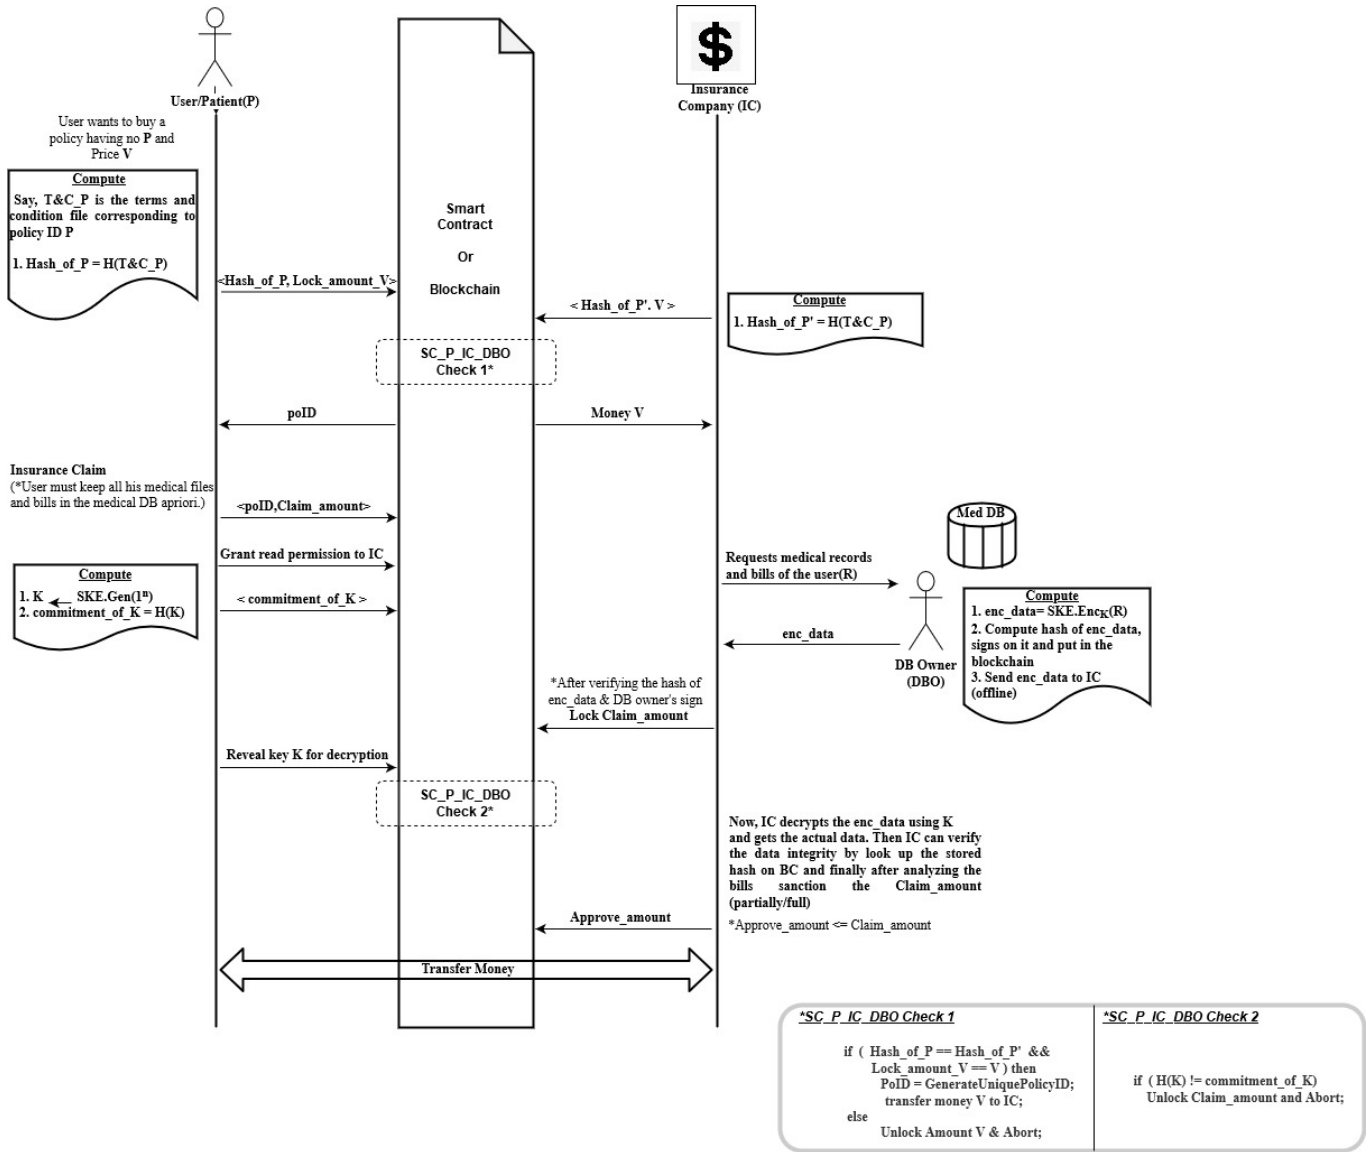 User/Patient(P)
User wants to buy a
policy having no P and
Price V
Compute
Say, T&C_P is the terms and
condition file corresponding to
policy ID P
1. Hash_of_P = H(T&C_P)
<Hash_of_P, Lock_amount_V>
Smart
Contract
Or
Blockchain
$
Insurance
Company (IC)
< Hash_of_P'. V >
Compute
1. Hash_of_P' = H(T&C_P)
SC_P_IC_DBO
Check 1*
poID
Money V
Insurance Claim
(*User must keep all his medical files
and bills in the medical DB apriori.)
<poID,Claim_amount>
Grant read permission to IC
Compute
1. K ← SKE.Gen(1ⁿ)
2. commitment_of_K = H(K)
< commitment_of_K >
Med DB
Requests medical records
and bills of the user(R)
enc_data
DB Owner
(DBO)
Compute
1. enc_data= SKE.EncK(R)
2. Compute hash of enc_data,
signs on it and put in the
blockchain
3. Send enc_data to IC
(offline)
*After verifying the hash of
enc_data & DB owner's sign
Lock Claim_amount
Reveal key K for decryption
SC_P_IC_DBO
Check 2*
Now, IC decrypts the enc_data using K
and gets the actual data. Then IC can verify
the data integrity by look up the stored
hash on BC and finally after analyzing the
bills sanction the Claim_amount
(partially/full)
*Approve_amount <= Claim_amount
Approve_amount
Transfer Money
*SC_P_IC_DBO Check 1
if ( Hash_of_P == Hash_of_P' &&
Lock_amount_V == V ) then
PoID = GenerateUniquePolicyID;
transfer money V to IC;
else
Unlock Amount V & Abort;
*SC_P_IC_DBO Check 2
if ( H(K) != commitment_of_K)
Unlock Claim_amount and Abort;